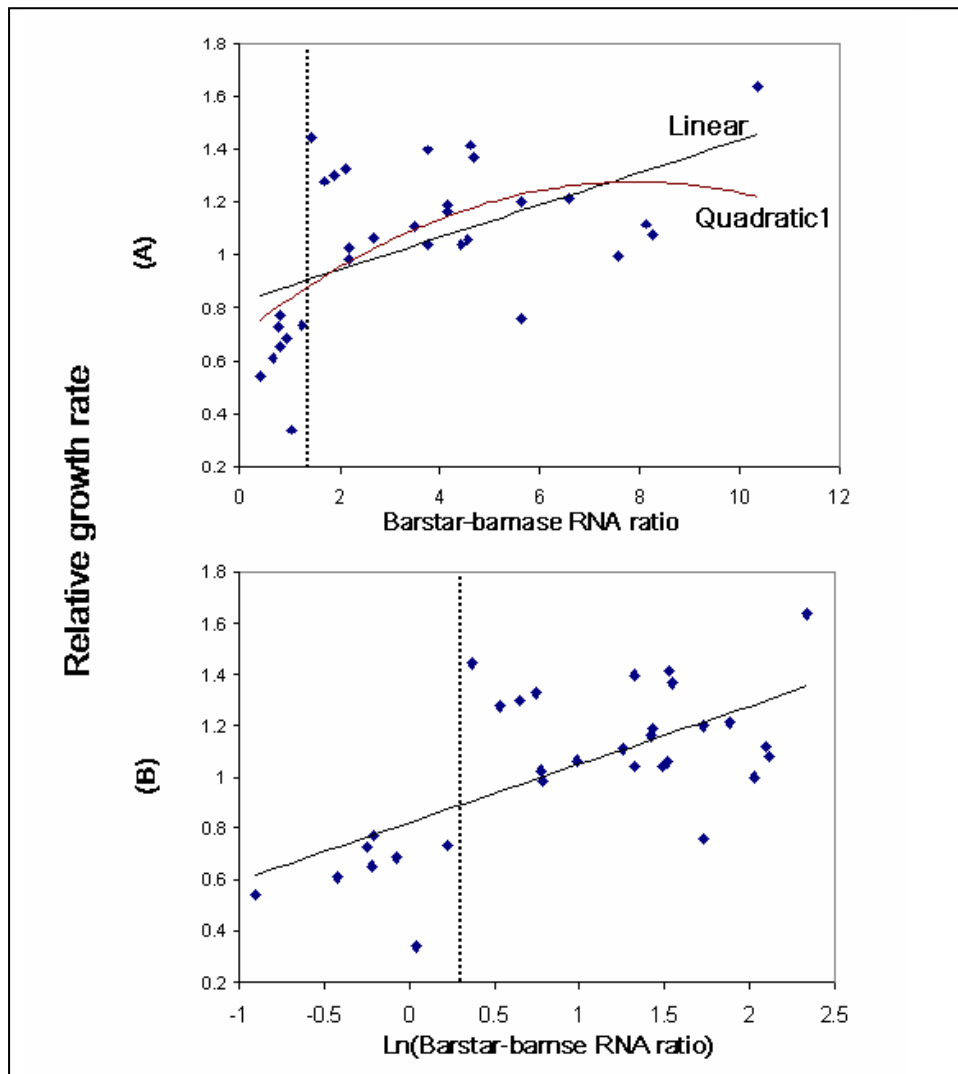 Relative growth rate
(A)
1.8
1.6
1.4
1.2
1
0.8
0.6
0.4
0.2
Linear
Quadratic1
0 2 4 6 8 10 12
Barstar-barnase RNA ratio
(B)
1.8
1.6
1.4
1.2
1
0.8
0.6
0.4
0.2
-1 -0.5 0 0.5 1 1.5 2 2.5
Ln(Barstar-barnse RNA ratio)